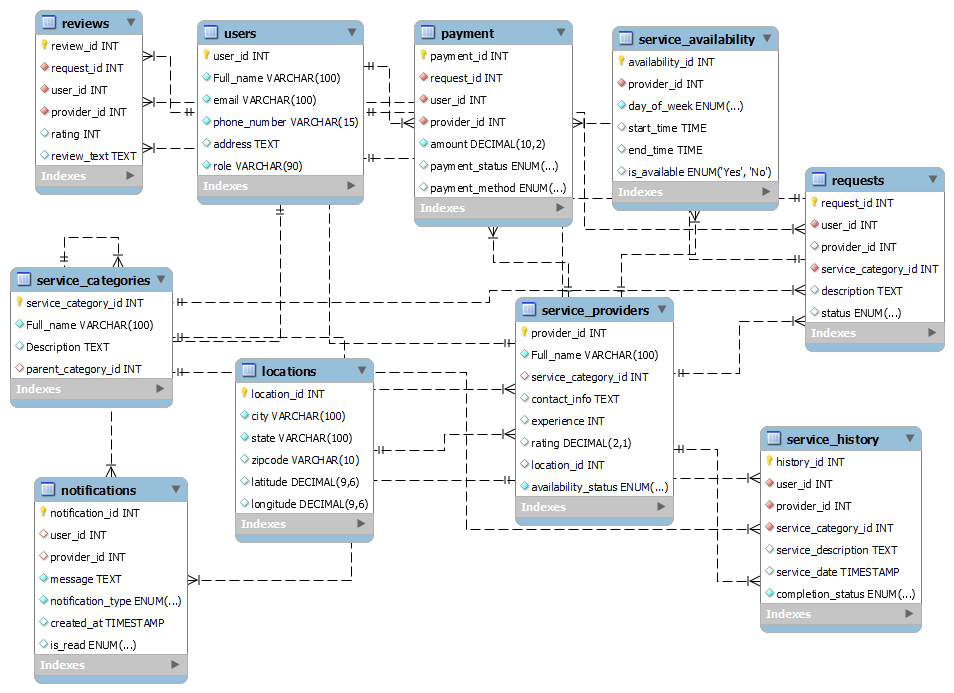 reviews
review_id INT
request_id INT
user_id INT
provider_id INT
rating INT
review_text TEXT
Indexes
users
user_id INT
Full_name VARCHAR(100)
email VARCHAR(100)
phone_number VARCHAR(15)
address TEXT
role VARCHAR(90)
Indexes
payment
payment_id INT
request_id INT
user_id INT
provider_id INT
amount DECIMAL(10,2)
payment_status ENUM(...)
payment_method ENUM(...)
Indexes
service_availability
availability_id INT
provider_id INT
day_of_week ENUM(...)
start_time TIME
end_time TIME
is_available ENUM('Yes', 'No')
Indexes
requests
request_id INT
user_id INT
provider_id INT
service_category_id INT
description TEXT
status ENUM(...)
Indexes
service_categories
service_category_id INT
Full_name VARCHAR(100)
Description TEXT
parent_category_id INT
Indexes
locations
location_id INT
city VARCHAR(100)
state VARCHAR(100)
zipcode VARCHAR(10)
latitude DECIMAL(9,6)
longitude DECIMAL(9,6)
Indexes
service_providers
provider_id INT
Full_name VARCHAR(100)
service_category_id INT
contact_info TEXT
experience INT
rating DECIMAL(2,1)
location_id INT
availability_status ENUM(...)
Indexes
service_history
history_id INT
user_id INT
provider_id INT
service_category_id INT
service_description TEXT
service_date TIMESTAMP
completion_status ENUM(...)
Indexes
notifications
notification_id INT
user_id INT
provider_id INT
message TEXT
notification_type ENUM(...)
created_at TIMESTAMP
is_read ENUM(...)
Indexes